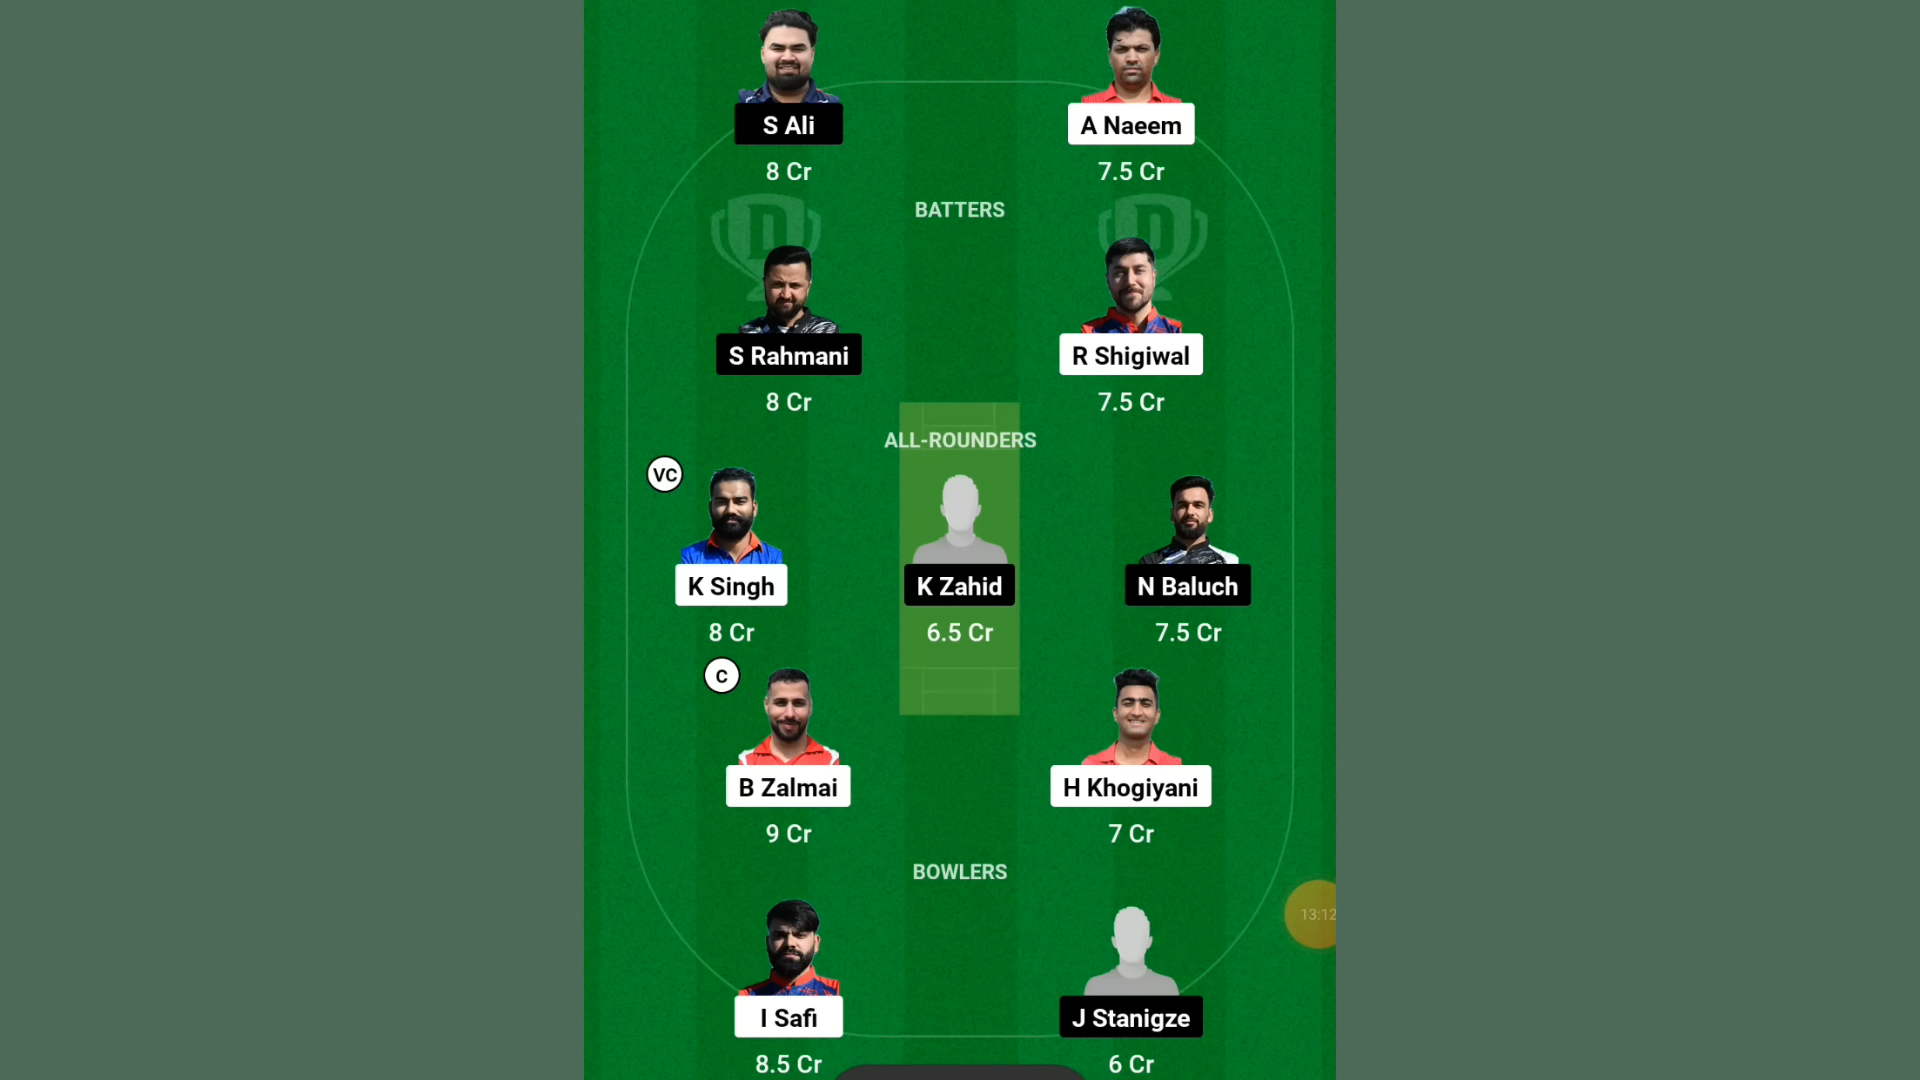 S Ali
A Naeem
8 Cr
7.5 Cr
BATTERS
S Rahmani
R Shigiwal
8 Cr
7.5 Cr
ALL-ROUNDERS
VC
K Singh
K Zahid
N Baluch
8 Cr
6.5 Cr
7.5 Cr
C
B Zalmai
H Khogiyani
9 Cr
7 Cr
BOWLERS
13:12
I Safi
J Stanigze
8.5 Cr
6 Cr